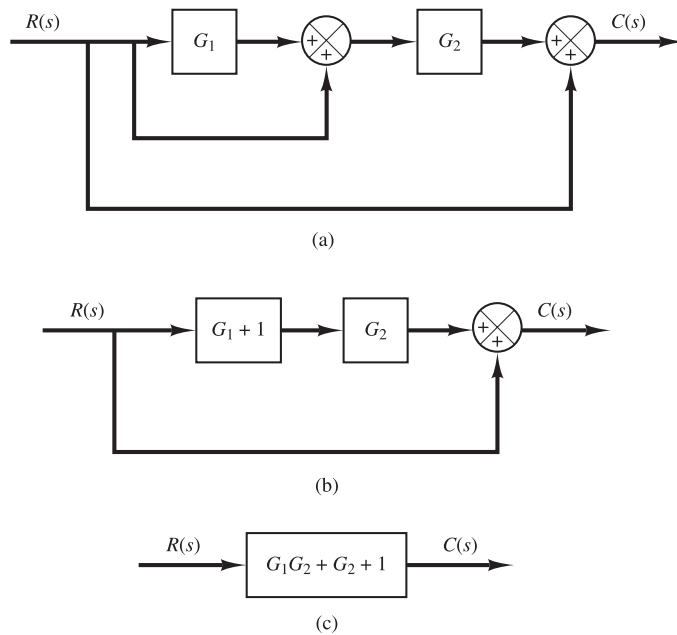 R(s) G₁ + + G₂ + + C(s)
(a)
R(s) G₁ + 1 G₂ + + C(s)
(b)
R(s) G₁G₂ + G₂ + 1 C(s)
(c)